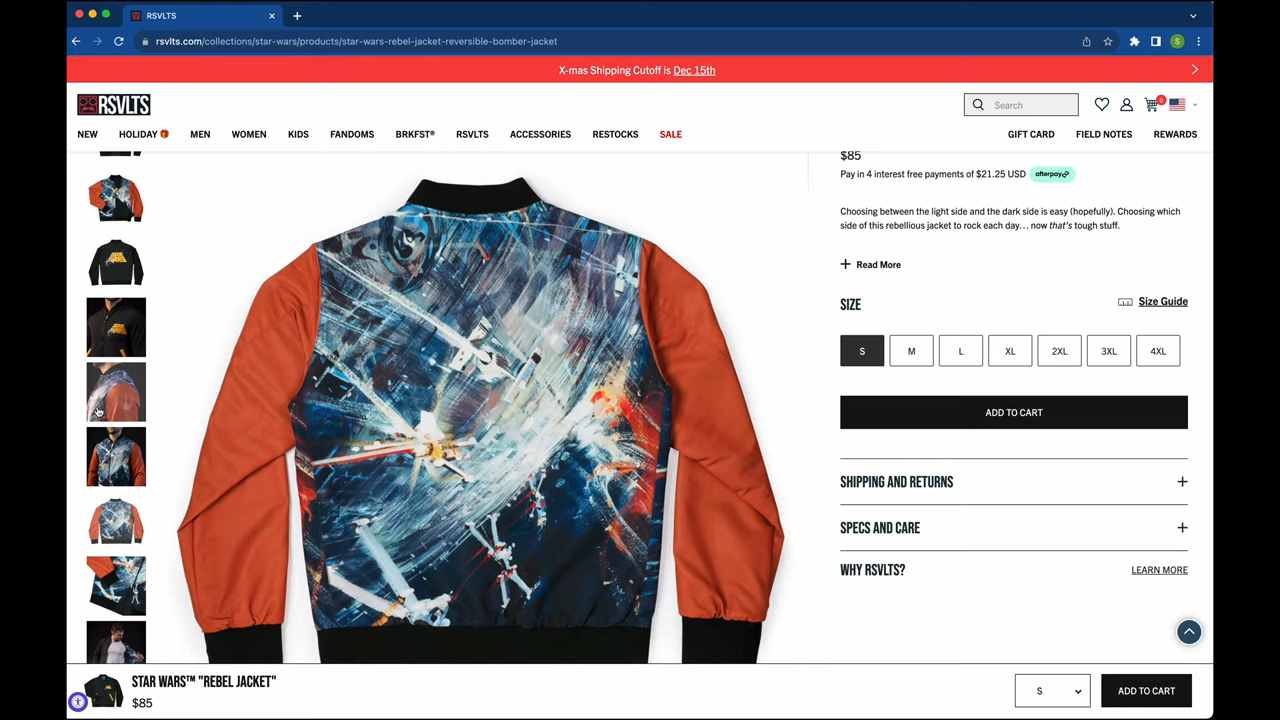 RSVLTS
rsvlts.com/collections/star-wars/products/star-wars-rebel-jacket-reversible-bomber-jacket
S
X-mas Shipping Cutoff is Dec 15th
RSVLTS
Search
0
NEW HOLIDAY MEN WOMEN KIDS FANDOMS BRKFST® RSVLTS ACCESSORIES RESTOCKS SALE GIFT CARD FIELD NOTES REWARDS
$85
Pay in 4 interest free payments of $21.25 USD afterpay
Choosing between the light side and the dark side is easy (hopefully). Choosing which
side of this rebellious jacket to rock each day… now that's tough stuff.
+ Read More
SIZE
Size Guide
S M L XL 2XL 3XL 4XL
ADD TO CART
SHIPPING AND RETURNS +
SPECS AND CARE +
WHY RSVLTS? LEARN MORE
STAR WARS™ "REBEL JACKET"
$85
S
ADD TO CART